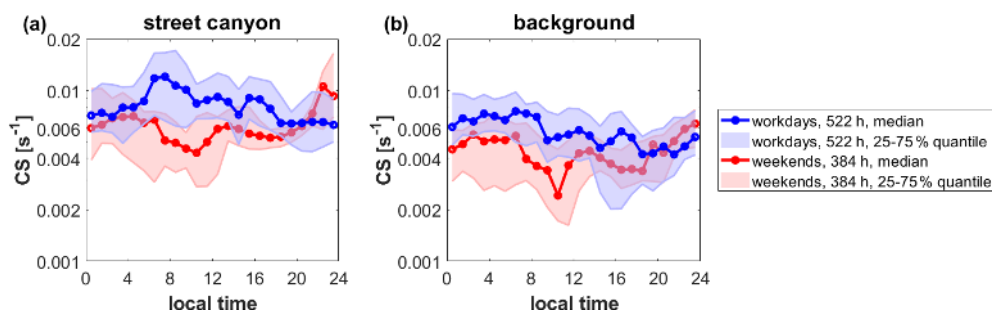 (a) street canyon
CS [s⁻¹]
0.02
0.01
0.006
0.004
0.002
0.001
0 4 8 12 16 20 24
local time
(b) background
CS [s⁻¹]
0.02
0.01
0.006
0.004
0.002
0.001
0 4 8 12 16 20 24
local time
workdays, 522 h, median
workdays, 522 h, 25-75% quantile
weekends, 384 h, median
weekends, 384 h, 25-75% quantile